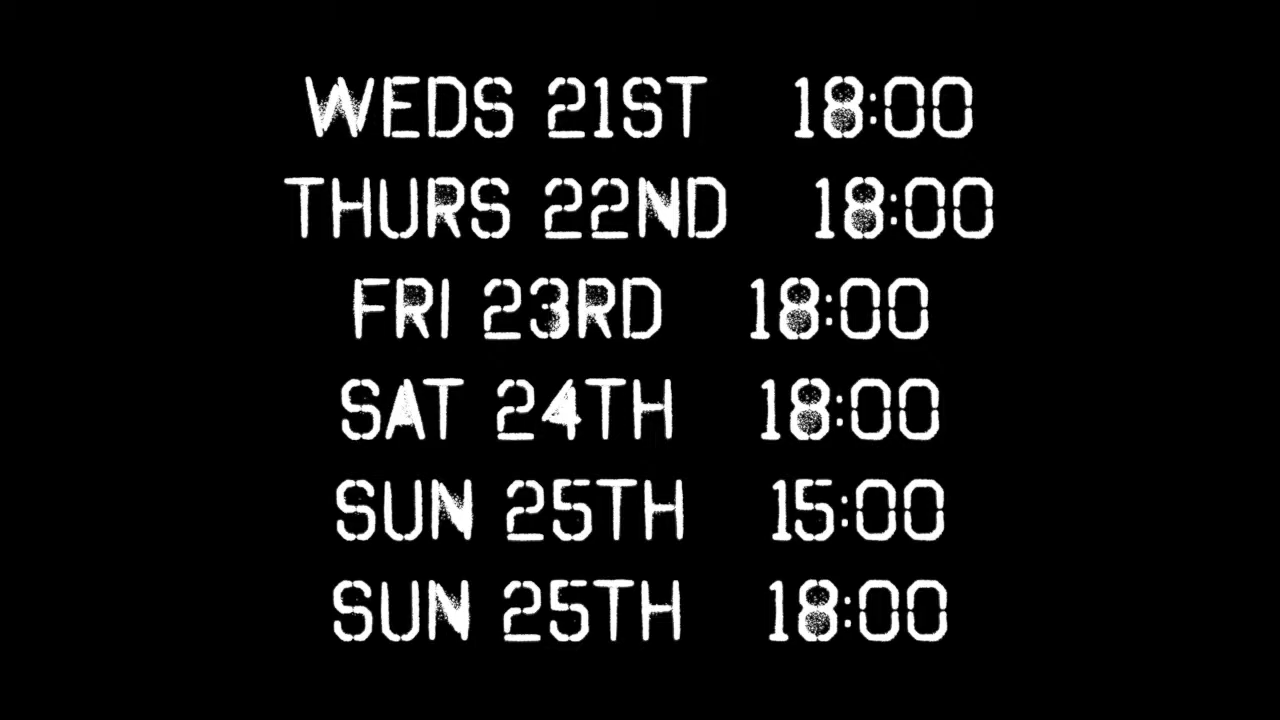 WEDS 21ST 18:00
THURS 22ND 18:00
FRI 23RD 18:00
SAT 24TH 18:00
SUN 25TH 15:00
SUN 25TH 18:00